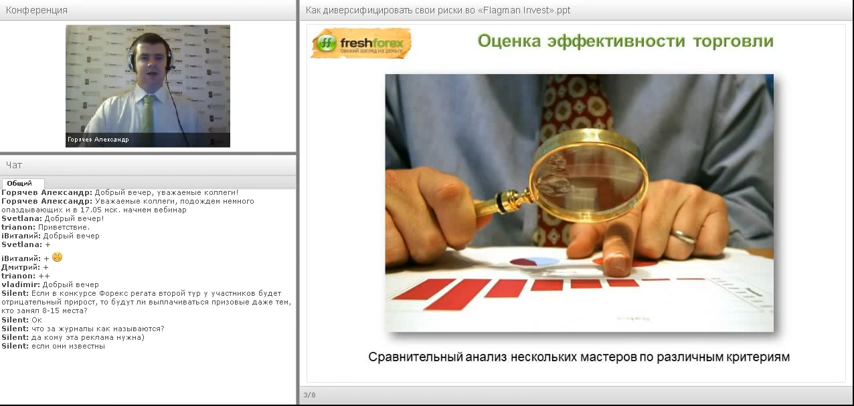 Конференция
Горячев Александр
Чат
Общий
Горячев Александр: Добрый вечер, уважаемые коллеги!
Горячев Александр: Уважаемые коллеги, подождем немного
опаздывающих и в 17.05 мск. начнем вебинар
Svetlana: Добрый вечер!
trianon: Приветствие.
iВиталий: Добрый вечер
Svetlana: +
iВиталий: +
Дмитрий: +
trianon: ++
vladimir: Добрый вечер
Silent: Если в конкурсе Форекс регата второй тур у участников будет
отрицательный прирост, то будут ли выплачиваться призовые даже тем,
кто занял 8-15 места?
Silent: Ок
Silent: что за журналы как называются?
Silent: да кому эта реклама нужна)
Silent: если они известны
Как диверсифицировать свои риски во «Flagman Invest».ppt
freshforex
Оценка эффективности торговли
Сравнительный анализ нескольких мастеров по различным критериям
3/6